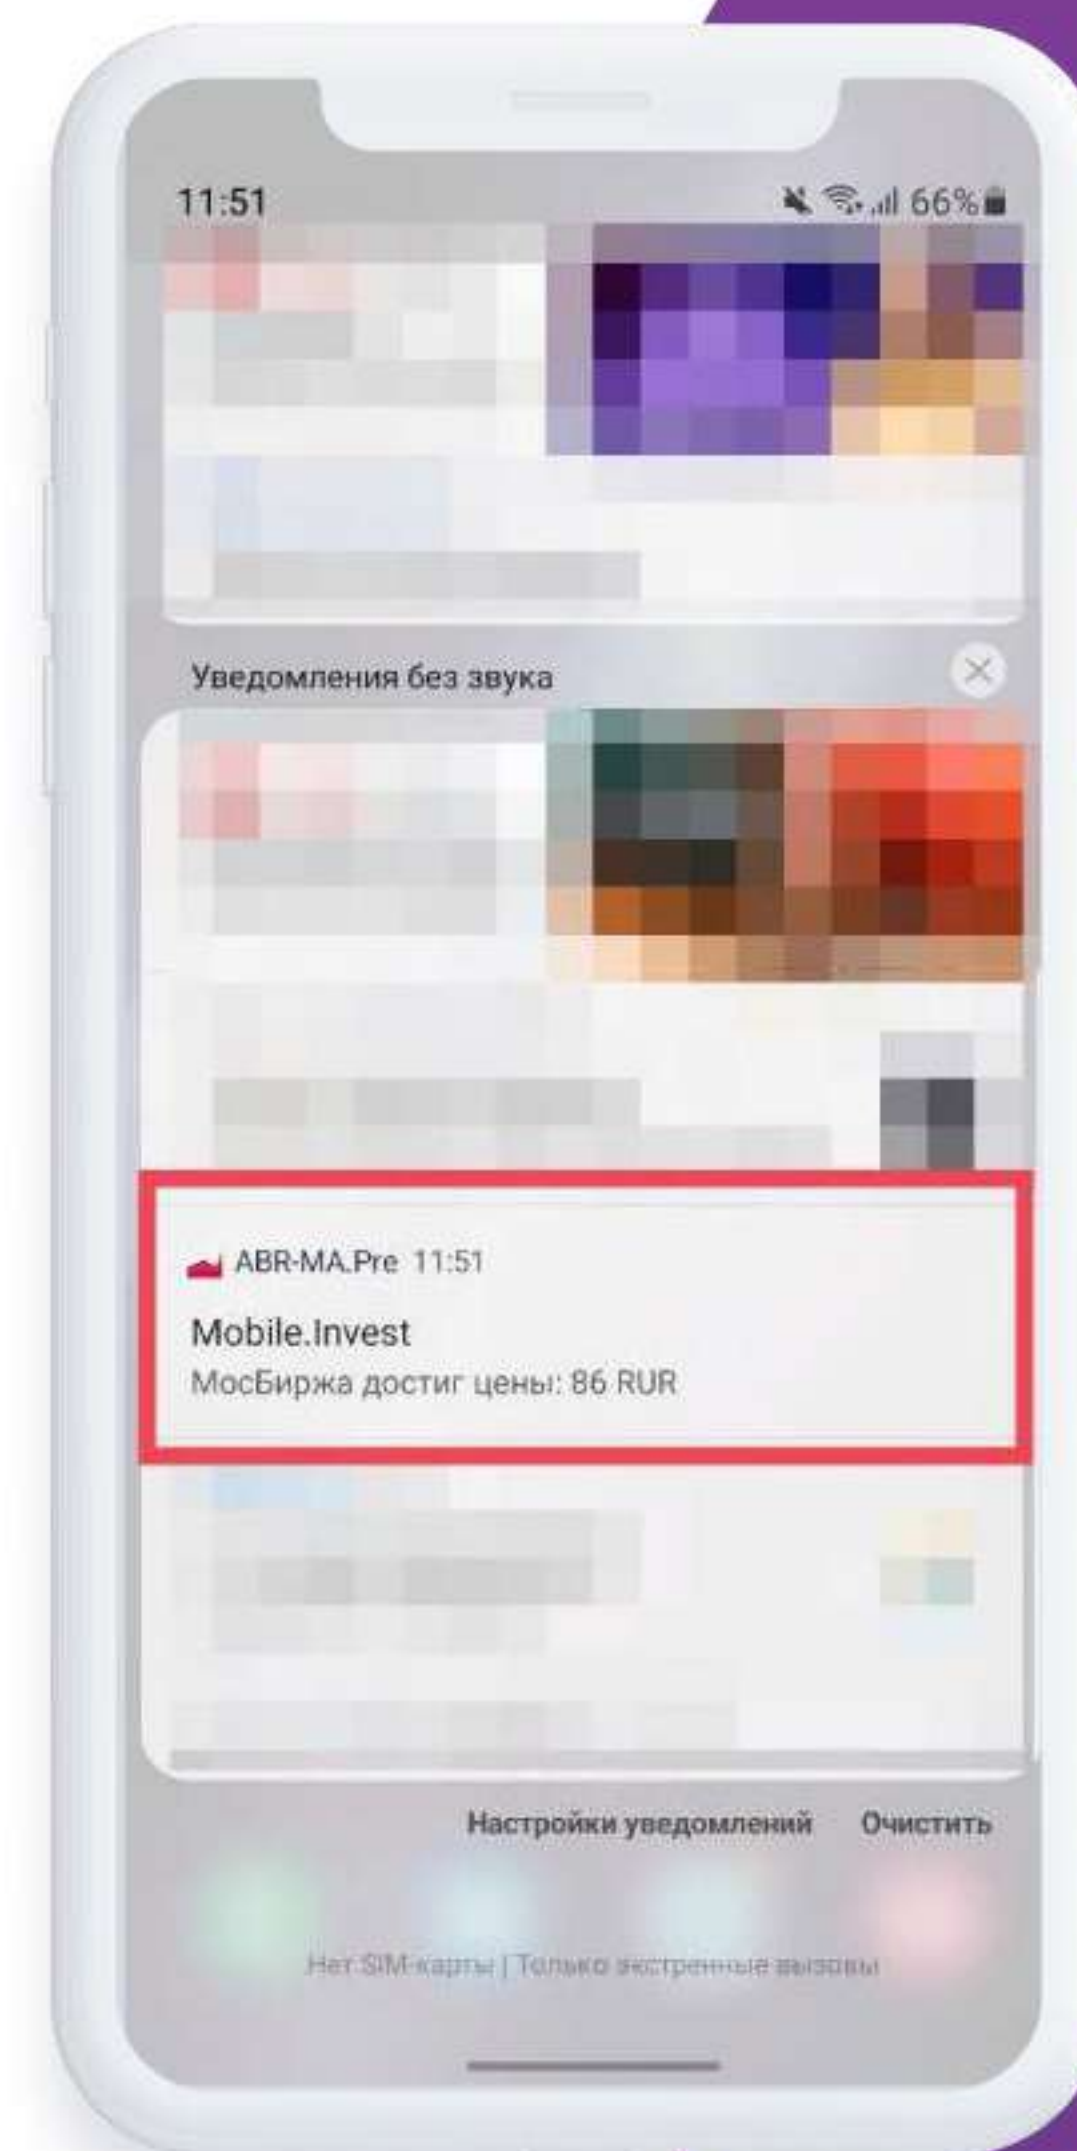 11:51 66%
Уведомления без звука
ABR-MA.Pre 11:51
Mobile.Invest
МосБиржа достиг цены: 86 RUR
Настройки уведомлений Очистить
Нет SIM-карты | Только экстренные вызовы